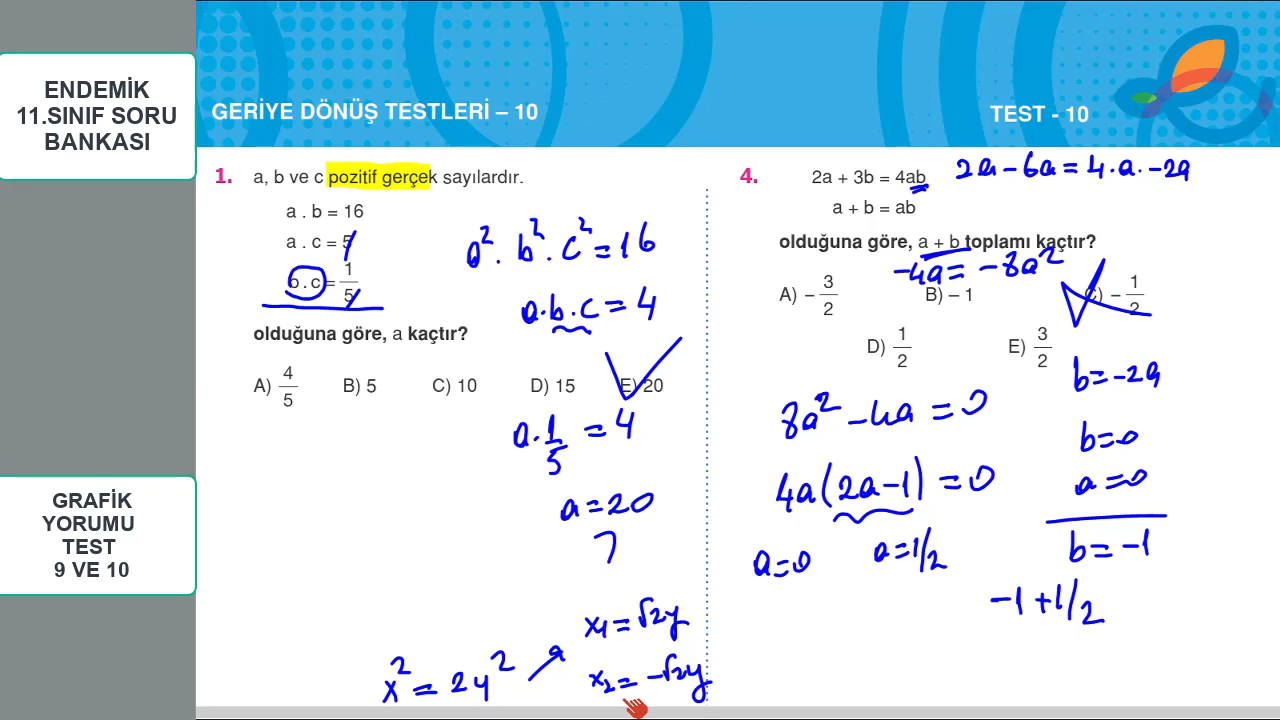 ENDEMİK
11.SINIF SORU
BANKASI
GRAFİK
YORUMU
TEST
9 VE 10
GERİYE DÖNÜŞ TESTLERİ – 10
TEST - 10
1. a, b ve c pozitif gerçek sayılardır.
a . b = 16
a . c = 5
b . c = 1/5
olduğuna göre, a kaçtır?
A) 4/5 B) 5 C) 10 D) 15 E) 20
a² . b² . c² = 16
a . b . c = 4
a . 1/5 = 4
a = 20
x² = 2y²
x₁ = √2y
x₂ = -√2y
4. 2a + 3b = 4ab
a + b = ab
olduğuna göre, a + b toplamı kaçtır?
A) – 3/2 B) – 1 C) – 1/2
D) 1/2 E) 3/2
2a - 6a = 4 . a . -2a
-4a = -8a²
8a² - 4a = 0
4a(2a - 1) = 0
a = 0 a = 1/2
b = -2a
b = 0
a = 0
b = -1
-1 + 1/2